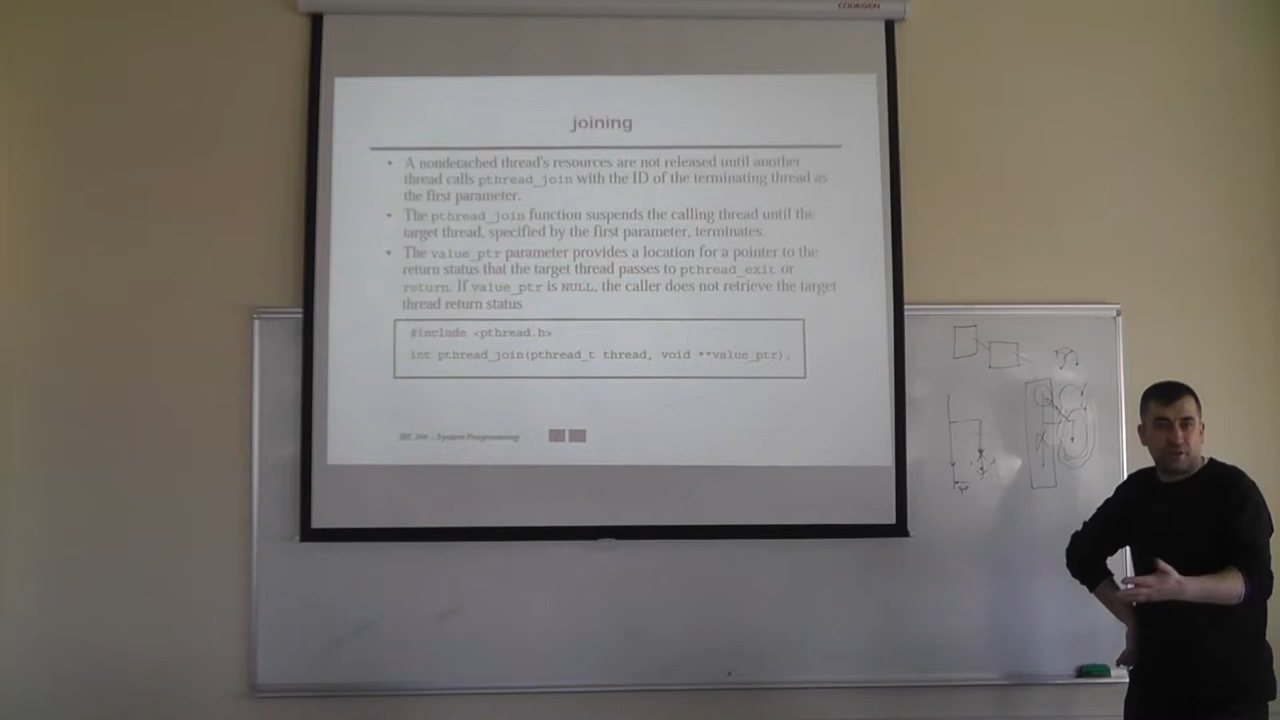 CODEGEN
joining
• A nondetached thread's resources are not released until another
thread calls pthread_join with the ID of the terminating thread as
the first parameter.
• The pthread_join function suspends the calling thread until the
target thread, specified by the first parameter, terminates.
• The value_ptr parameter provides a location for a pointer to the
return status that the target thread passes to pthread_exit or
return. If value_ptr is NULL, the caller does not retrieve the target
thread return status
#include <pthread.h>
int pthread_join(pthread_t thread, void **value_ptr);
System Programming